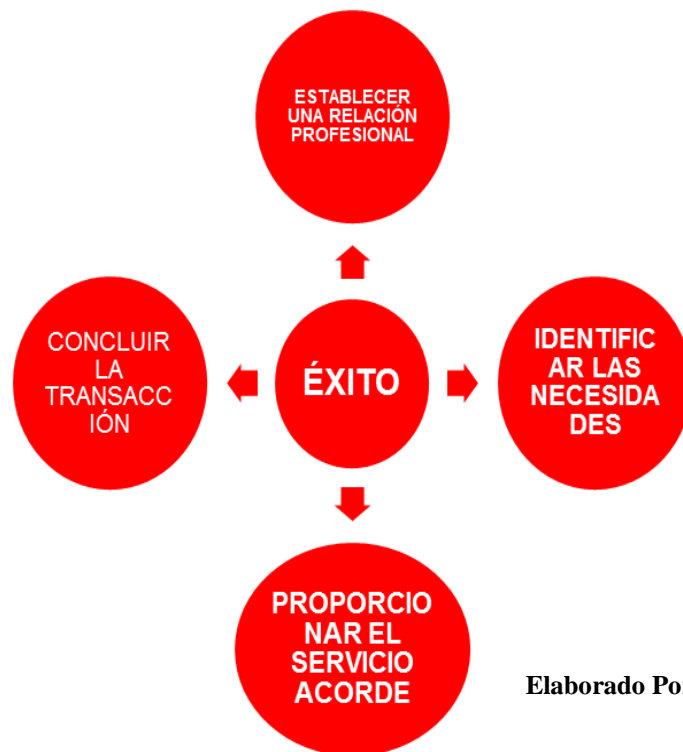 ESTABLECER
UNA RELACIÓN
PROFESIONAL
CONCLUIR
LA
TRANSACC
IÓN
ÉXITO
IDENTIFIC
AR LAS
NECESIDA
DES
PROPORCIO
NAR EL
SERVICIO
ACORDE
Elaborado Po